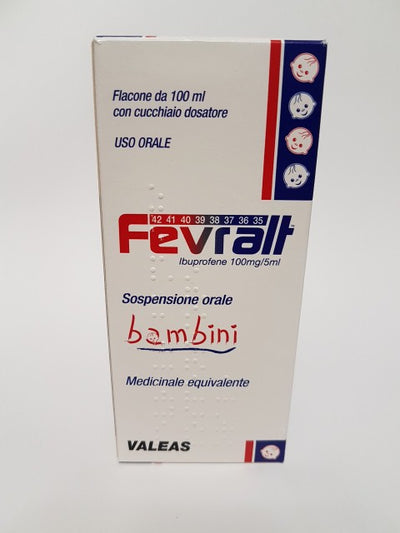 Flacone da 100 ml
con cucchiaio dosatore
USO ORALE
42 41 40 39 38 37 36 35
Fevralt
Ibuprofene 100mg/5ml
Sospensione orale
bambini
Medicinale equivalente
VALEAS